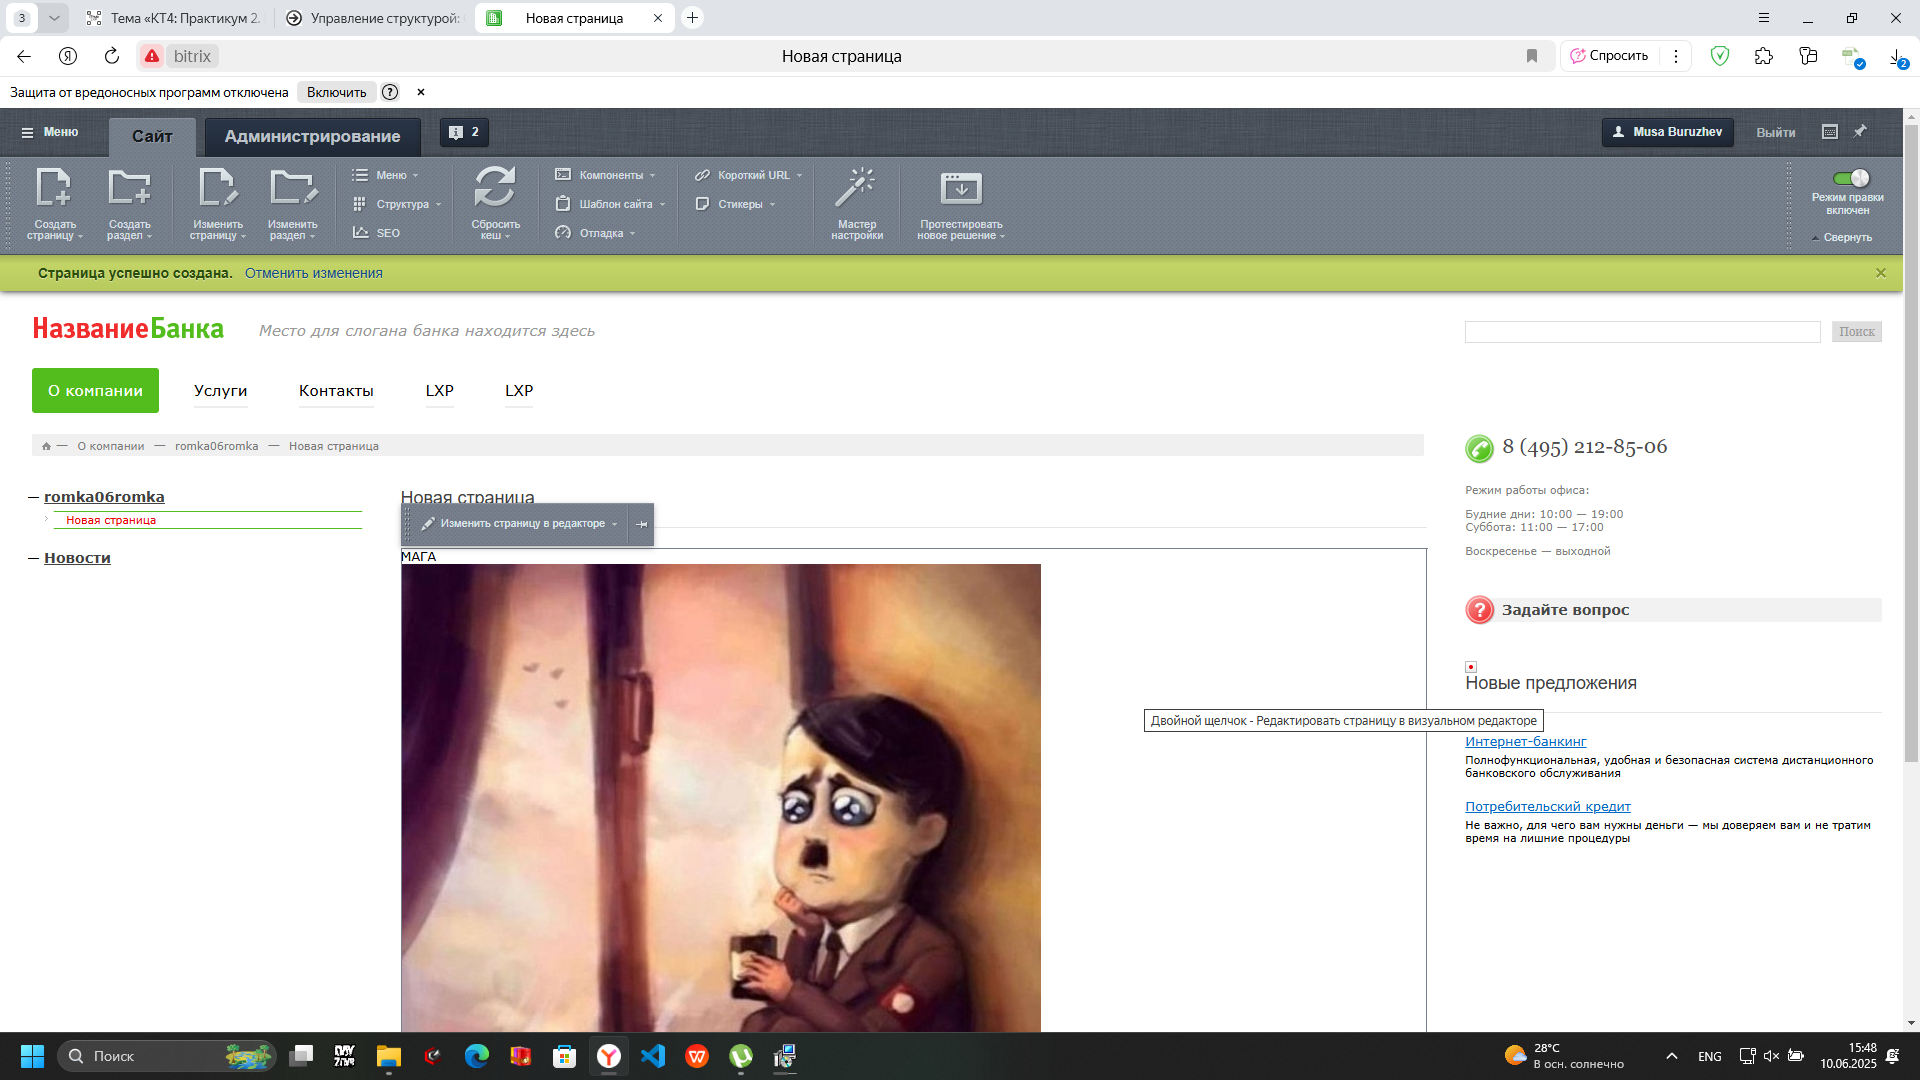 3
Тема «КТ4: Практикум 2.
Управление структурой:
Новая страница
bitrix
Новая страница
Спросить
2
Защита от вредоносных программ отключена
Включить
?
Меню
Сайт
Администрирование
2
Musa Buruzhev
Выйти
Создать страницу
Создать раздел
Изменить страницу
Изменить раздел
Меню
Структура
SEO
Сбросить кеш
Компоненты
Шаблон сайта
Отладка
Короткий URL
Стикеры
Мастер настройки
Протестировать новое решение
Режим правки включен
Свернуть
Страница успешно создана. Отменить изменения
НазваниеБанка
Место для слогана банка находится здесь
Поиск
О компании
Услуги
Контакты
LXP
LXP
— О компании — romka06romka — Новая страница
8 (495) 212-85-06
— romka06romka
Новая страница
— Новости
Новая страница
Изменить страницу в редакторе
МАГА
Режим работы офиса:
Будние дни: 10:00 — 19:00
Суббота: 11:00 — 17:00
Воскресенье — выходной
Задайте вопрос
Новые предложения
Двойной щелчок - Редактировать страницу в визуальном редакторе
Интернет-банкинг
Полнофункциональная, удобная и безопасная система дистанционного
банковского обслуживания
Потребительский кредит
Не важно, для чего вам нужны деньги — мы доверяем вам и не тратим
время на лишние процедуры
Поиск
28°C
В осн. солнечно
ENG
15:48
10.06.2025